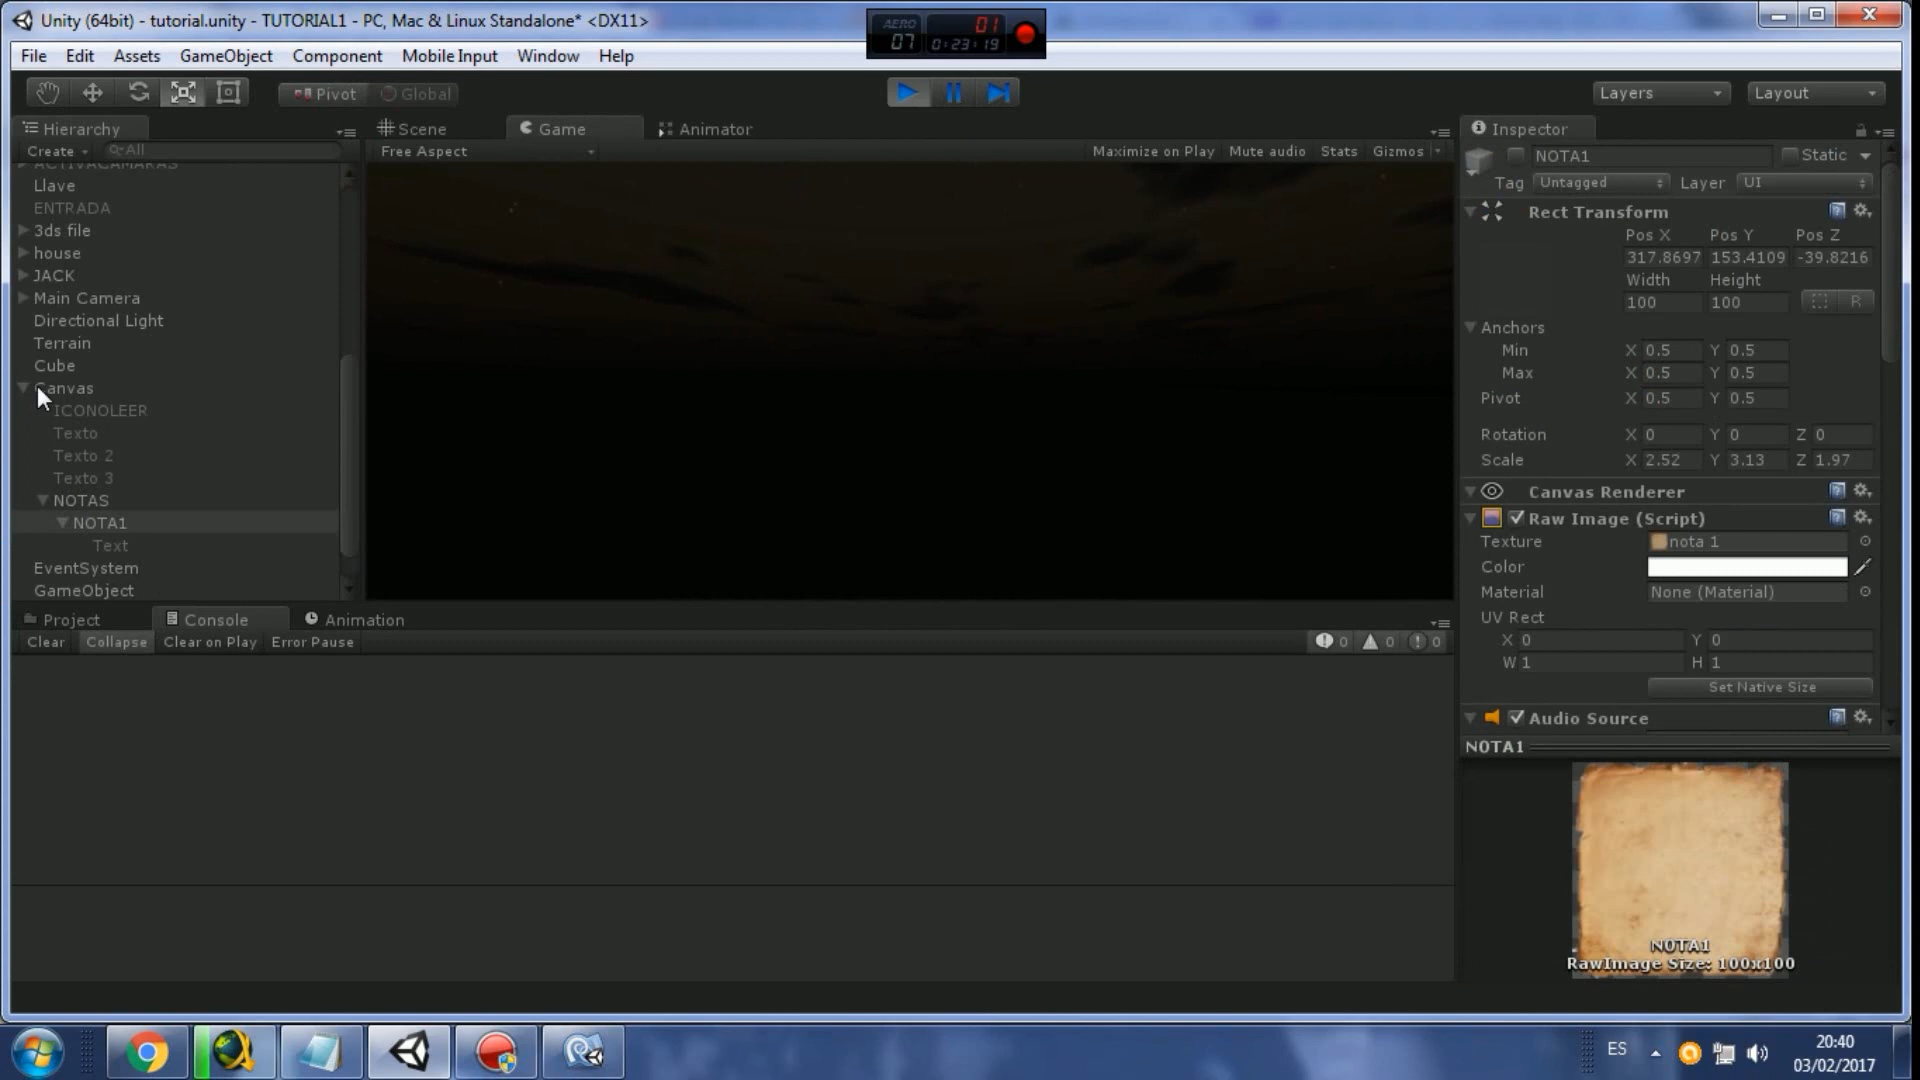 Unity (64bit) - tutorial.unity - TUTORIAL1 - PC, Mac & Linux Standalone* <DX11>
AERO 01
07 0:23:19
File Edit Assets GameObject Component Mobile Input Window Help
Pivot Global Layers Layout
Hierarchy Scene Game Animator Inspector
Create All Free Aspect Maximize on Play Mute audio Stats Gizmos NOTA1 Static
ACTIVACAMARAS
Tag Untagged Layer UI
Llave
ENTRADA
3ds file
house
JACK
Main Camera
Directional Light
Terrain
Cube
Canvas
ICONOLEER
Texto
Texto 2
Texto 3
NOTAS
NOTA1
Text
EventSystem
GameObject
Rect Transform
Pos X Pos Y Pos Z
317.8697 153.4109 -39.8216
Width Height
100 100 R
Anchors
Min X 0.5 Y 0.5
Max X 0.5 Y 0.5
Pivot X 0.5 Y 0.5
Rotation X 0 Y 0 Z 0
Scale X 2.52 Y 3.13 Z 1.97
Canvas Renderer
Raw Image (Script)
Texture nota 1
Color
Material None (Material)
UV Rect
X 0 Y 0
W 1 H 1
Set Native Size
Audio Source
NOTA1
NOTA1
RawImage Size: 100x100
Project Console Animation
Clear Collapse Clear on Play Error Pause 0 0 0
ES 20:40
03/02/2017